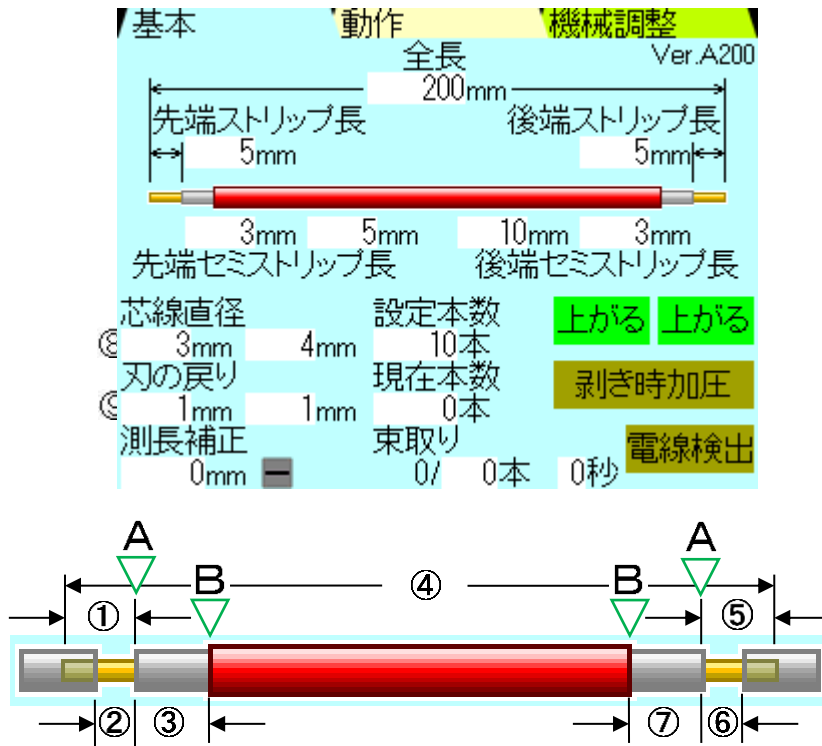 基本 動作 機械調整
全長 Ver.A200
200mm
先端ストリップ長 後端ストリップ長
5mm 5mm
3mm 5mm 10mm 3mm
先端セミストリップ長 後端セミストリップ長
芯線直径 設定本数 上がる 上がる
⑧ 3mm 4mm 10本
刃の戻り 現在本数 剥き時加圧
1mm 1mm 0本
測長補正 束取り 電線検出
0mm ー 0/ 0本 0秒
A A
B ④ B
① ⑤
② ③ ⑦ ⑥